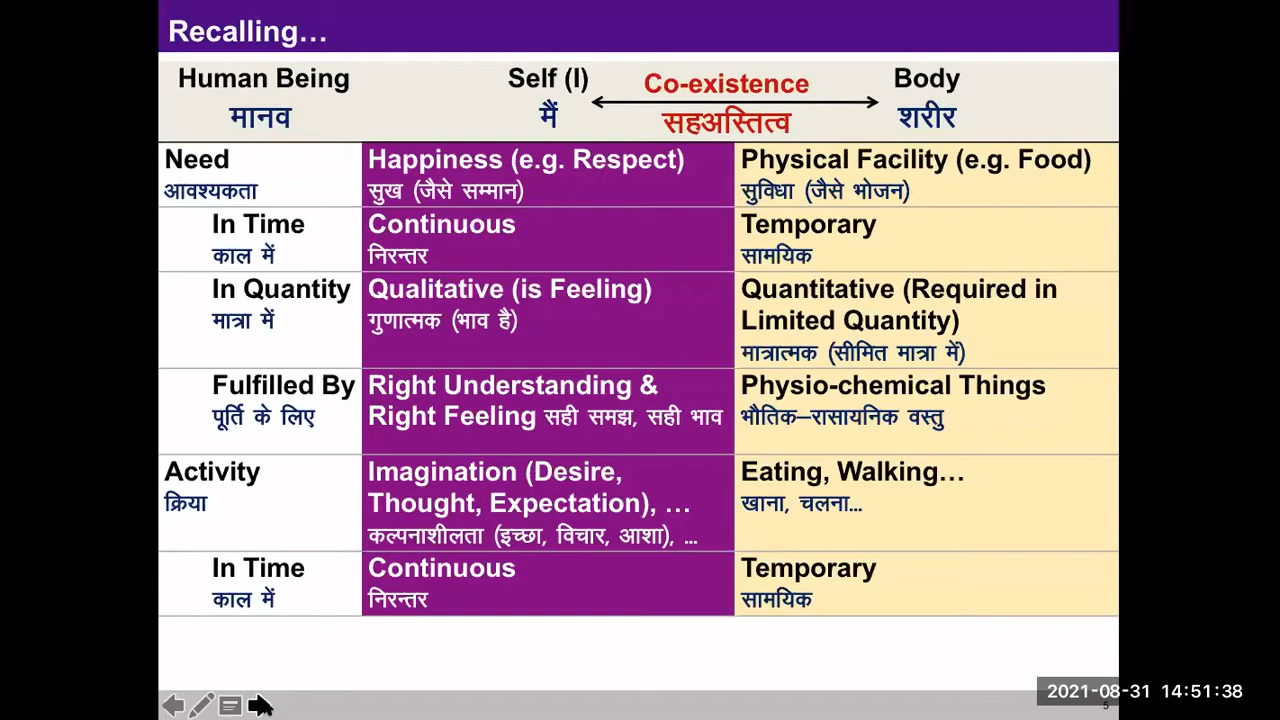 Recalling…
Human Being Self (I) Co-existence Body
मानव मैं सहअस्तित्व शरीर
Need Happiness (e.g. Respect) Physical Facility (e.g. Food)
आवश्यकता सुख (जैसे सम्मान) सुविधा (जैसे भोजन)
In Time Continuous Temporary
काल में निरन्तर सामयिक
In Quantity Qualitative (is Feeling) Quantitative (Required in
Limited Quantity)
मात्रा में गुणात्मक (भाव है) मात्रात्मक (सीमित मात्रा में)
Fulfilled By Right Understanding & Physio-chemical Things
पूर्ति के लिए Right Feeling सही समझ, सही भाव भौतिक–रासायनिक वस्तु
Activity Imagination (Desire, Eating, Walking…
क्रिया Thought, Expectation), … खाना, चलना…
कल्पनाशीलता (इच्छा, विचार, आशा), …
In Time Continuous Temporary
काल में निरन्तर सामयिक
2021-08-31 14:51:38
5